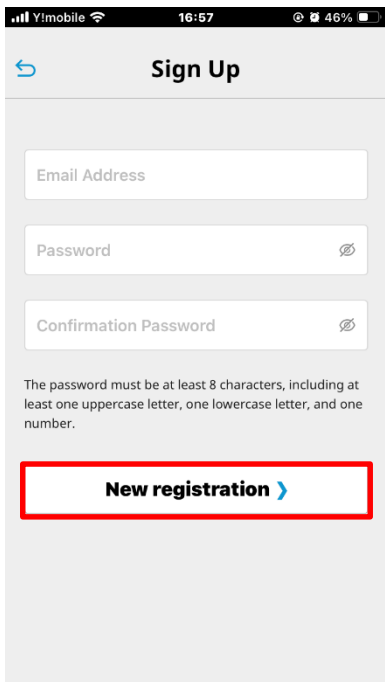 Y!mobile 16:57 46%
Sign Up
Email Address
Password
Confirmation Password
The password must be at least 8 characters, including at
least one uppercase letter, one lowercase letter, and one
number.
New registration ❯